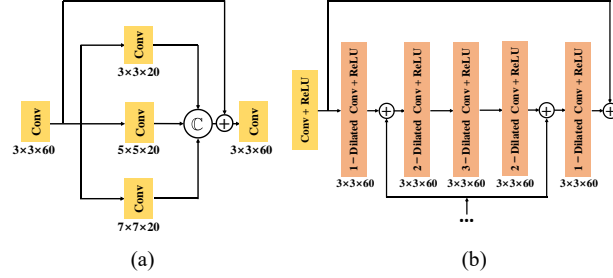 Conv
3×3×60
Conv
3×3×20
Conv
5×5×20
Conv
7×7×20
ℂ
+
Conv
3×3×60
(a)
Conv + ReLU
1-Dilated Conv + ReLU
3×3×60
+
2-Dilated Conv + ReLU
3×3×60
3-Dilated Conv + ReLU
3×3×60
2-Dilated Conv + ReLU
3×3×60
+
1-Dilated Conv + ReLU
3×3×60
+
...
(b)